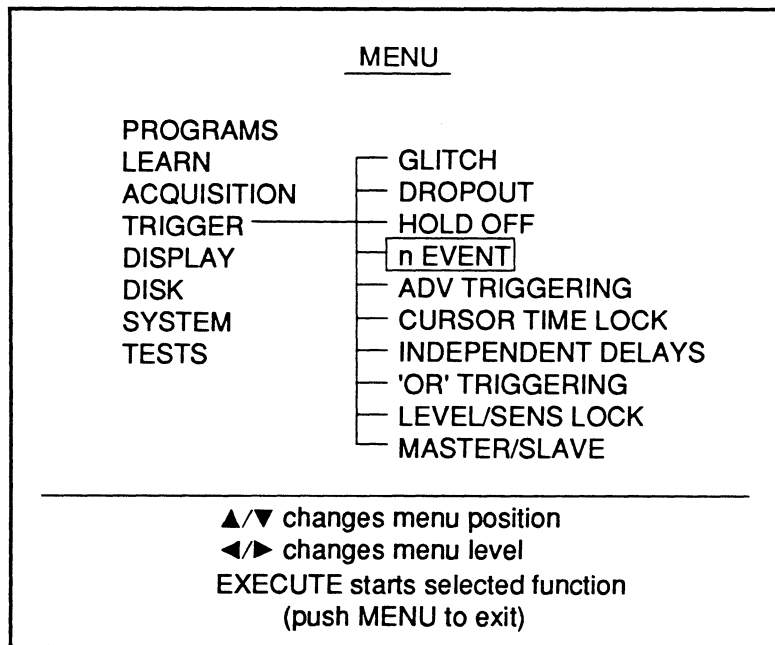 MENU
PROGRAMS
LEARN
ACQUISITION
TRIGGER
DISPLAY
DISK
SYSTEM
TESTS
GLITCH
DROPOUT
HOLD OFF
n EVENT
ADV TRIGGERING
CURSOR TIME LOCK
INDEPENDENT DELAYS
'OR' TRIGGERING
LEVEL/SENS LOCK
MASTER/SLAVE
▲/▼ changes menu position
◄/► changes menu level
EXECUTE starts selected function
(push MENU to exit)